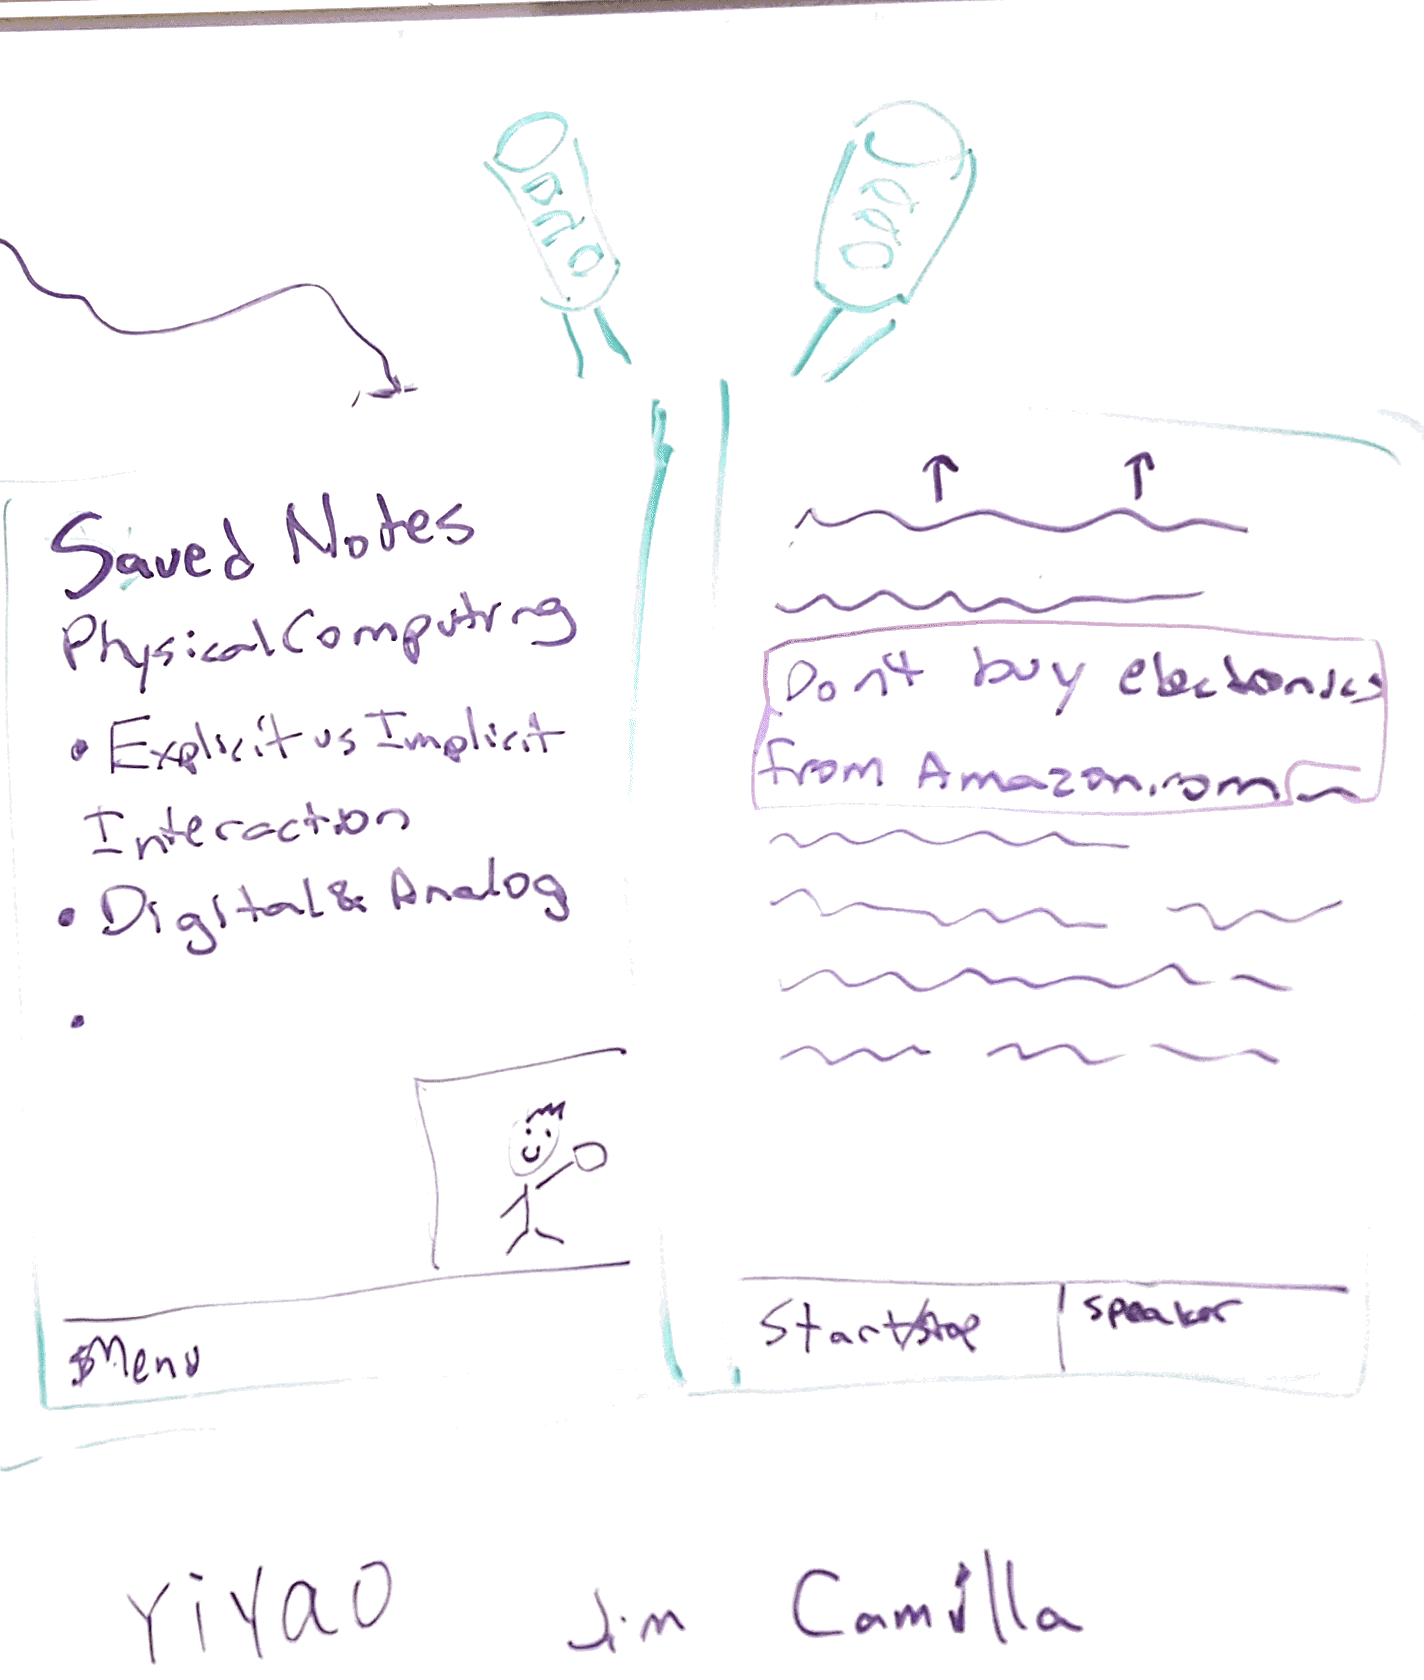 Saved Notes
Physical Computing
• Explicit vs Implicit
Interaction
• Digital & Analog
•
Menu
Don't buy electronics
from Amazon.com
Start/stop
speaker
YiYao
Jim
Camilla